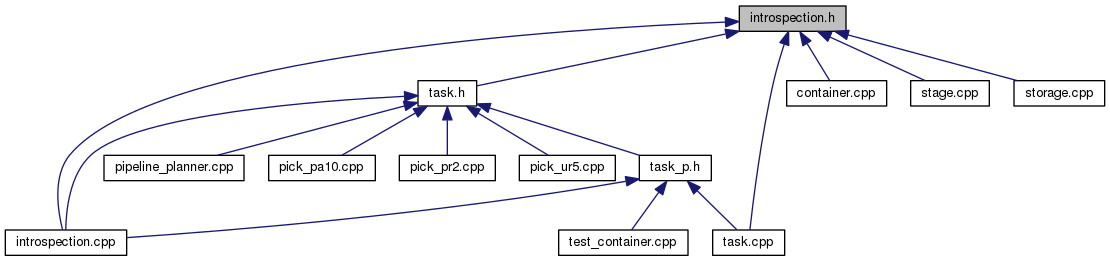 introspection.h
task.h
container.cpp
stage.cpp
storage.cpp
pipeline_planner.cpp
pick_pa10.cpp
pick_pr2.cpp
pick_ur5.cpp
task_p.h
introspection.cpp
test_container.cpp
task.cpp